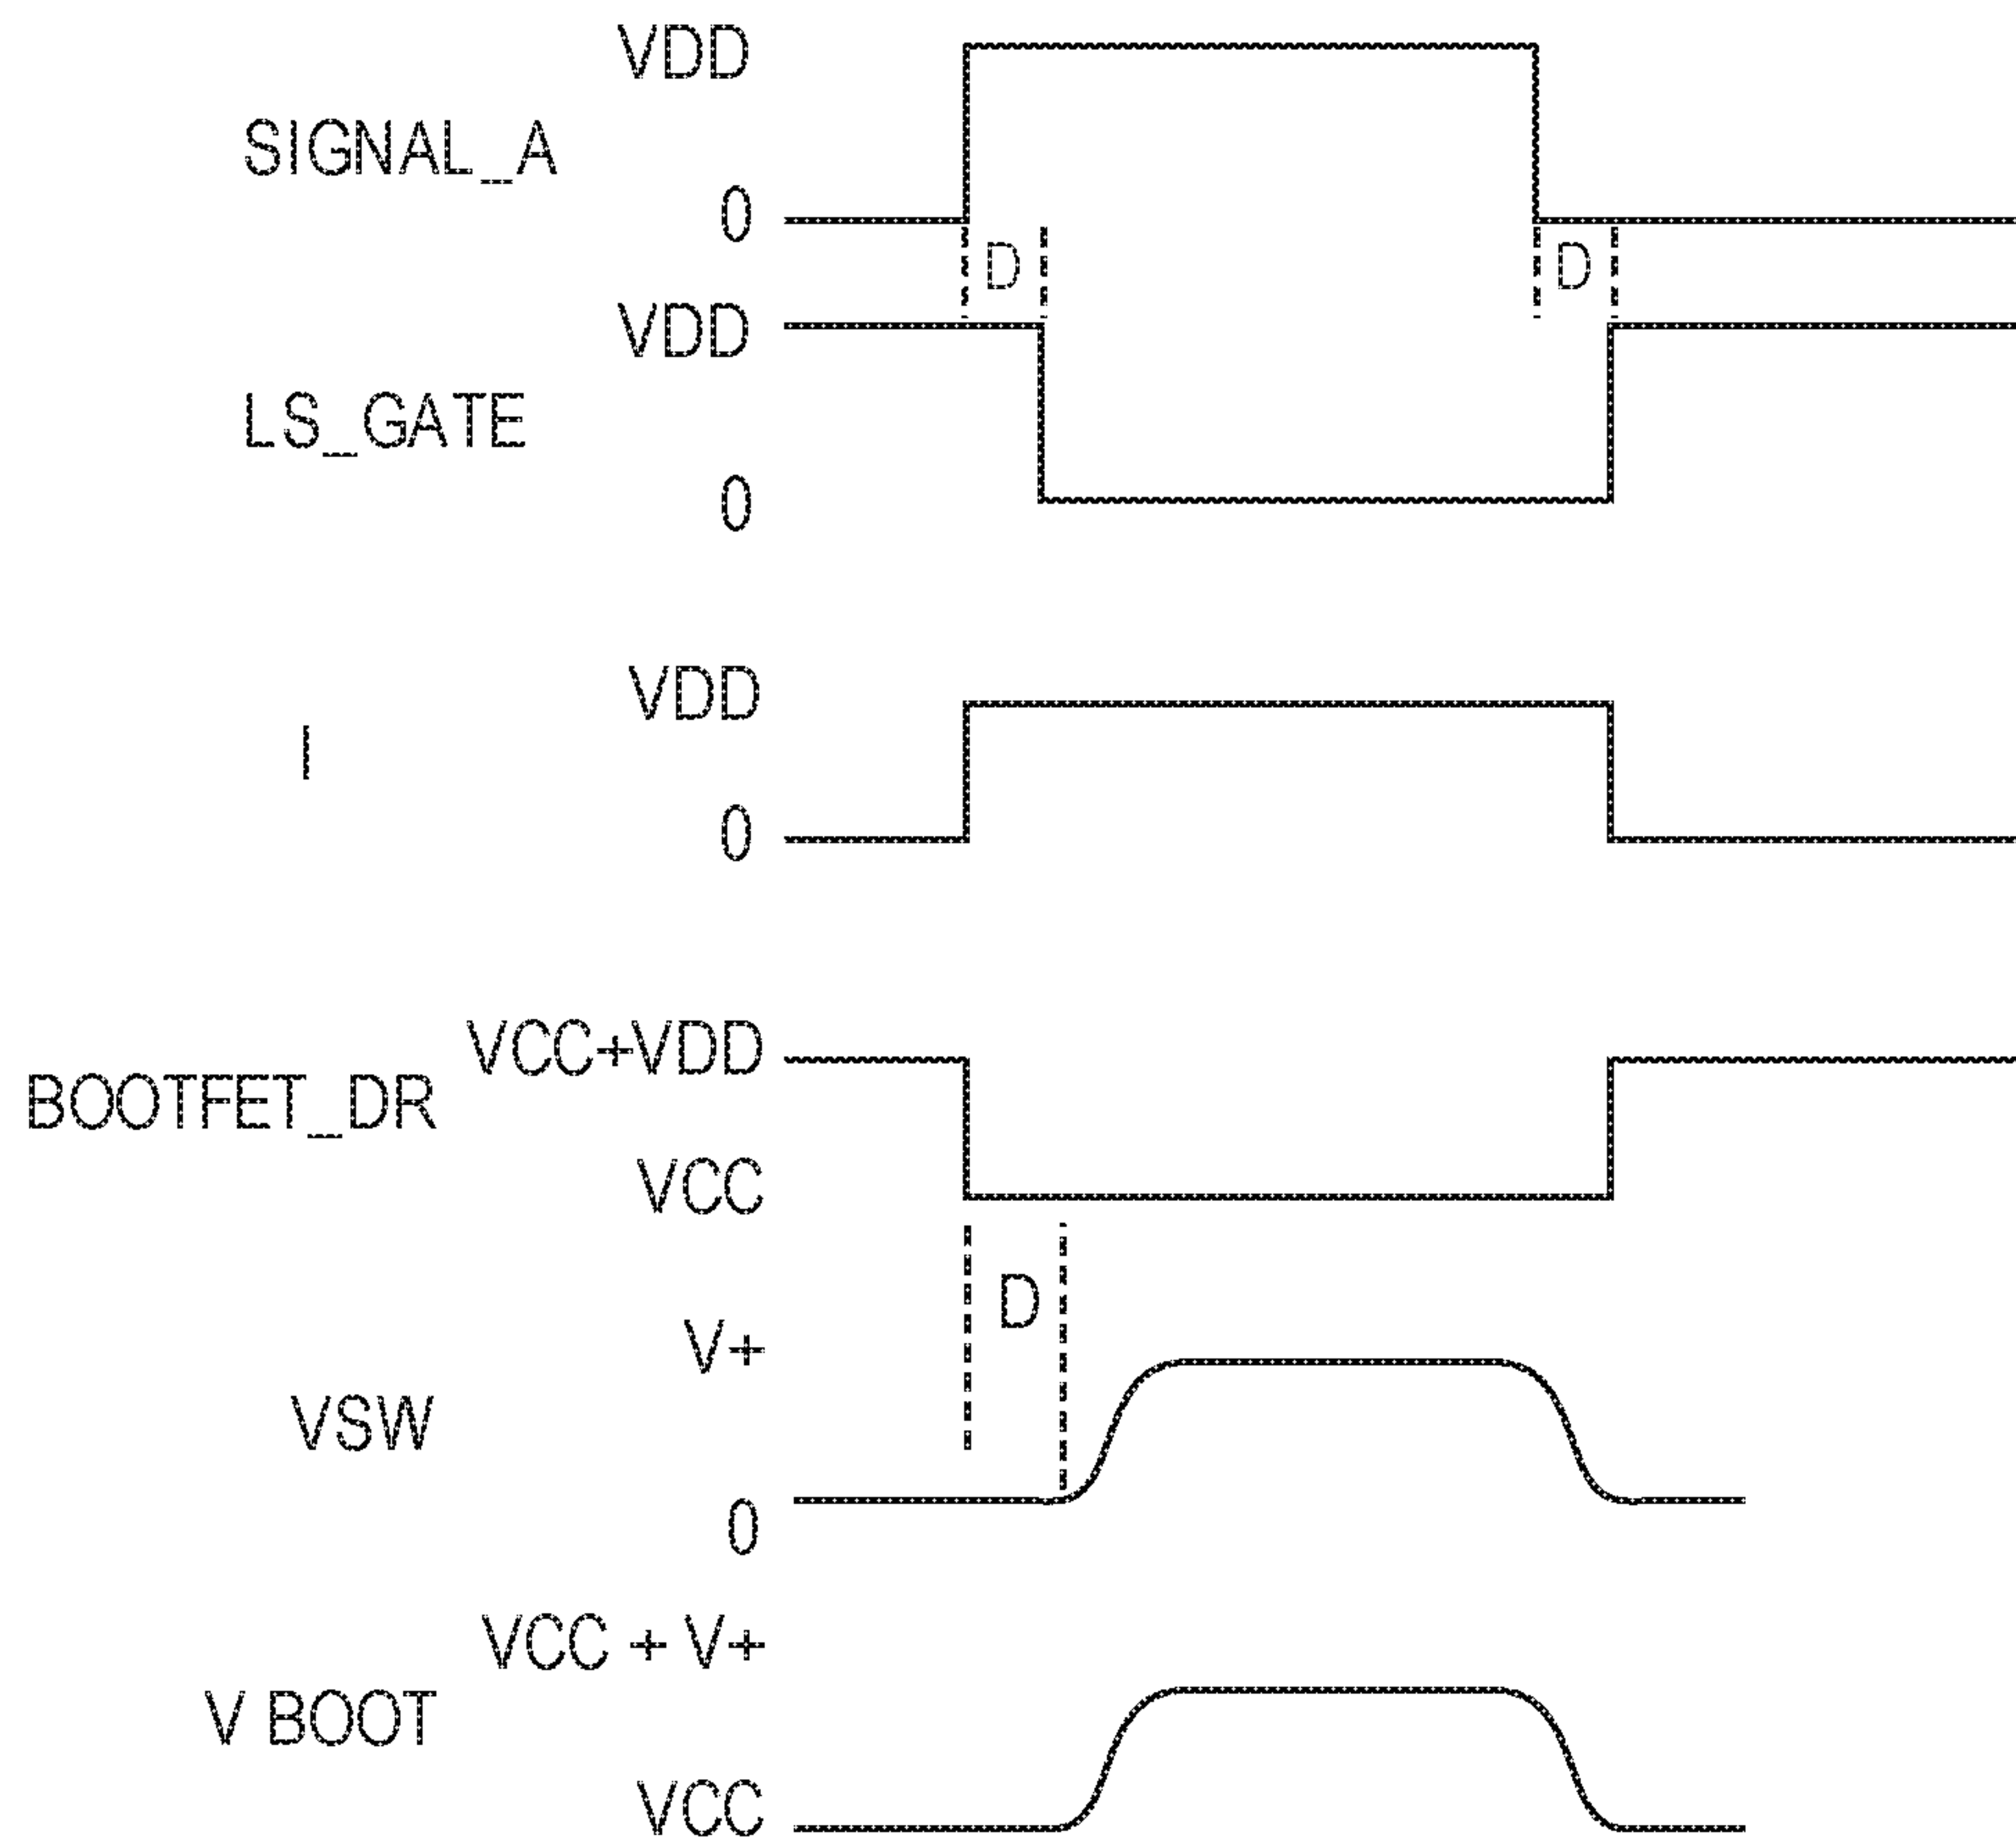 VDD
SIGNAL_A
0
D
D
VDD
LS_GATE
0
VDD
I
0
VCC+VDD
BOOTFET_DR
VCC
D
V+
VSW
0
VCC + V+
V BOOT
VCC